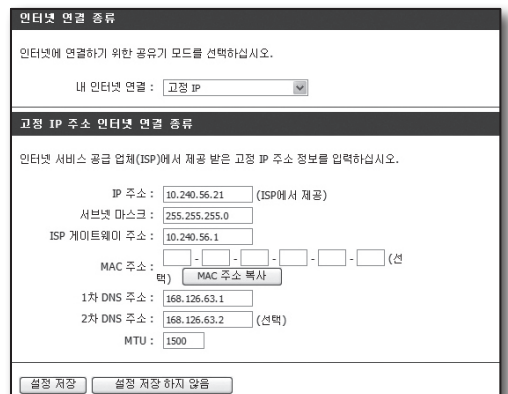 인터넷 연결 종류
인터넷에 연결하기 위한 공유기 모드를 선택하십시오.
내 인터넷 연결 : 고정 IP
고정 IP 주소 인터넷 연결 종류
인터넷 서비스 공급 업체(ISP)에서 제공 받은 고정 IP 주소 정보를 입력하십시오.
IP 주소 : 10.240.56.21 (ISP에서 제공)
서브넷 마스크 : 255.255.255.0
ISP 게이트웨이 주소 : 10.240.56.1
MAC 주소 : - - - - - (선
택) MAC 주소 복사
1차 DNS 주소 : 168.126.63.1
2차 DNS 주소 : 168.126.63.2 (선택)
MTU : 1500
설정 저장 설정 저장 하지 않음